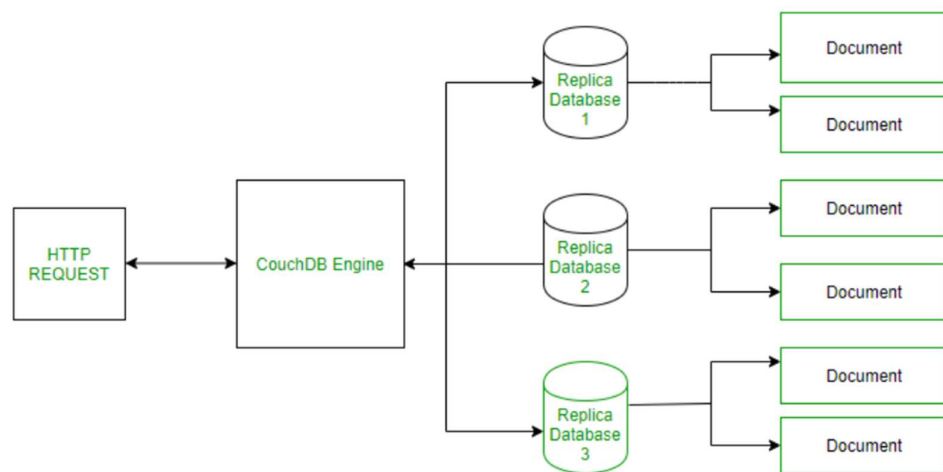 HTTP
REQUEST
CouchDB Engine
Replica
Database
1
Replica
Database
2
Replica
Database
3
Document
Document
Document
Document
Document
Document